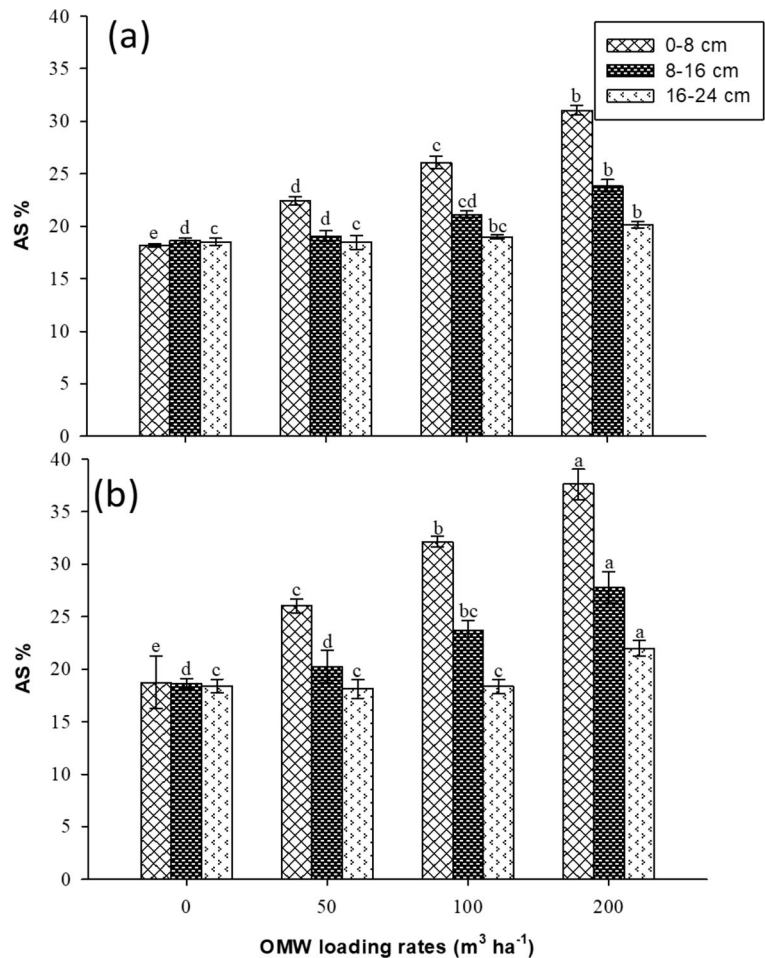 (a)
0-8 cm
8-16 cm
16-24 cm
AS %
40
35
30
25
20
15
10
5
0
e d c
d d c
c cd bc
b b b
(b)
AS %
40
35
30
25
20
15
10
5
0
e d c
c d c
b bc c
a a a
0 50 100 200
OMW loading rates (m³ ha⁻¹)